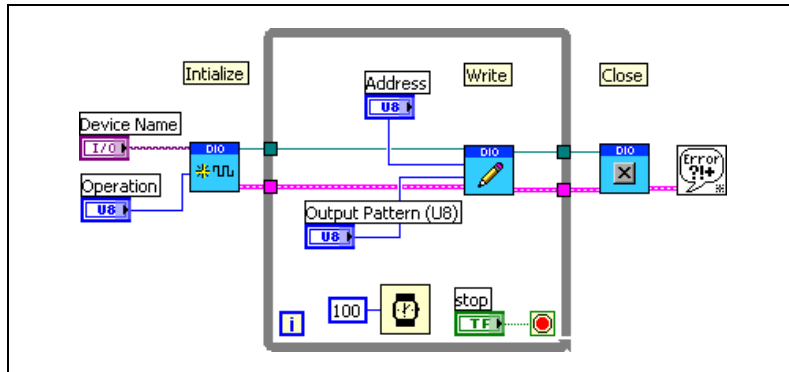 Intialize
Address
Write
Close
U8
Device Name
I/O
DIO
DIO
DIO
Error
?!+
Operation
U8
Output Pattern (U8)
U8
100
stop
i
TF